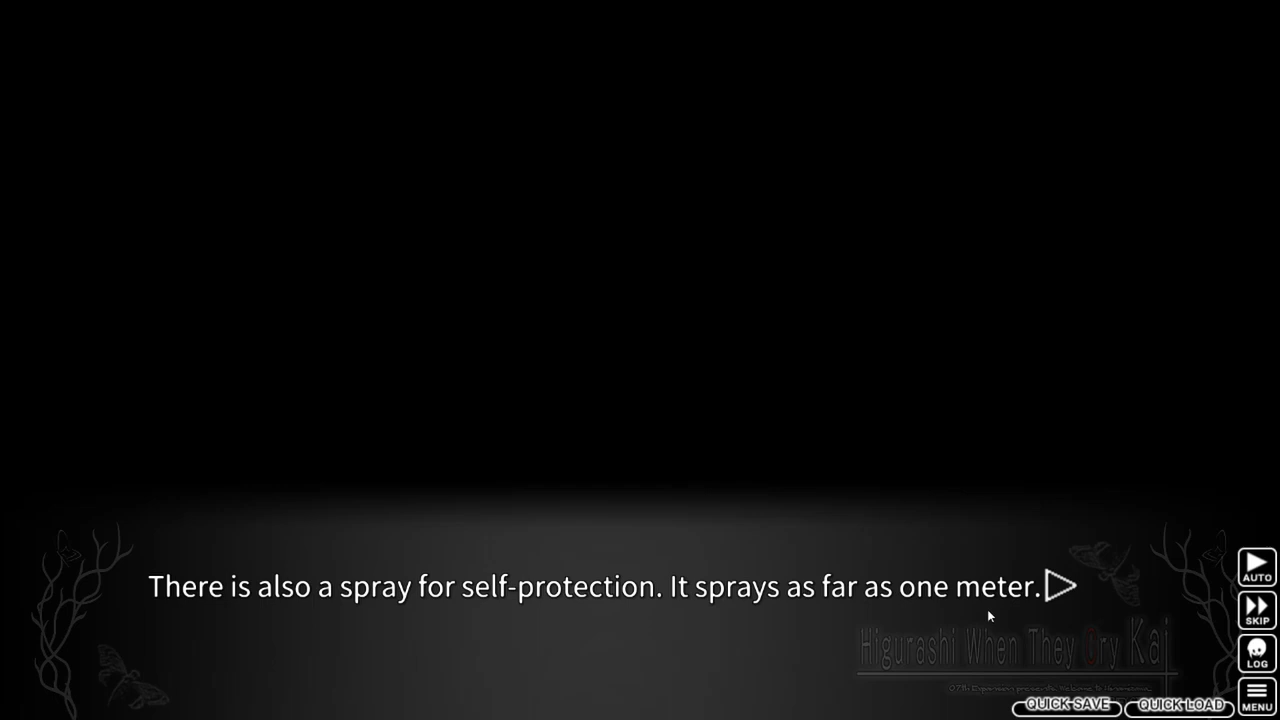 There is also a spray for self-protection. It sprays as far as one meter.
AUTO
SKIP
Higurashi When They Cry Kai
LOG
MENU
QUICK SAVE
QUICK LOAD